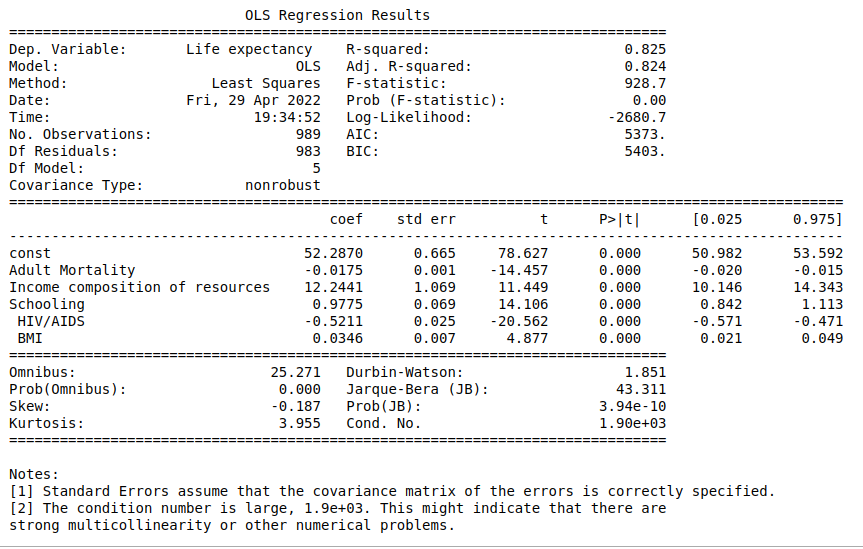 OLS Regression Results
==============================================================================
Dep. Variable:       Life expectancy   R-squared:                       0.825
Model:                            OLS   Adj. R-squared:                  0.824
Method:                 Least Squares   F-statistic:                     928.7
Date:                Fri, 29 Apr 2022   Prob (F-statistic):               0.00
Time:                        19:34:52   Log-Likelihood:                -2680.7
No. Observations:                 989   AIC:                             5373.
Df Residuals:                     983   BIC:                             5403.
Df Model:                           5
Covariance Type:            nonrobust
===================================================================================================
                                      coef    std err          t      P>|t|      [0.025      0.975]
---------------------------------------------------------------------------------------------------
const                              52.2870      0.665     78.627      0.000      50.982      53.592
Adult Mortality                    -0.0175      0.001    -14.457      0.000      -0.020      -0.015
Income composition of resources    12.2441      1.069     11.449      0.000      10.146      14.343
Schooling                           0.9775      0.069     14.106      0.000       0.842       1.113
 HIV/AIDS                          -0.5211      0.025    -20.562      0.000      -0.571      -0.471
 BMI                                0.0346      0.007      4.877      0.000       0.021       0.049
==============================================================================
Omnibus:                       25.271   Durbin-Watson:                   1.851
Prob(Omnibus):                  0.000   Jarque-Bera (JB):               43.311
Skew:                          -0.187   Prob(JB):                     3.94e-10
Kurtosis:                       3.955   Cond. No.                     1.90e+03
==============================================================================

Notes:
[1] Standard Errors assume that the covariance matrix of the errors is correctly specified.
[2] The condition number is large, 1.9e+03. This might indicate that there are
strong multicollinearity or other numerical problems.